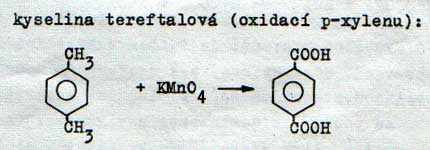 kyselina tereftalová (oxidací p-xylenu):
CH3 COOH
+ KMnO4
CH3 COOH